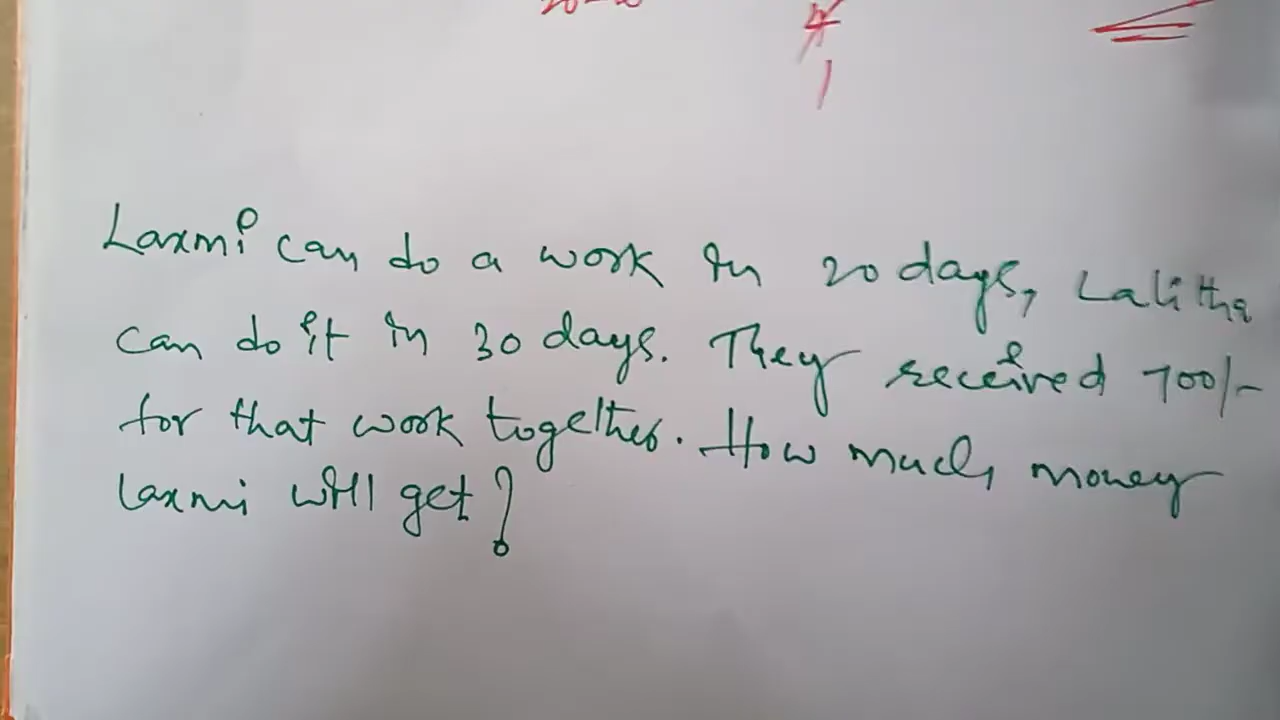 Laxmi can do a work in 20 days, Lalitha
can do it in 30 days. They received 700/-
for that work together. How much money
Laxmi will get?